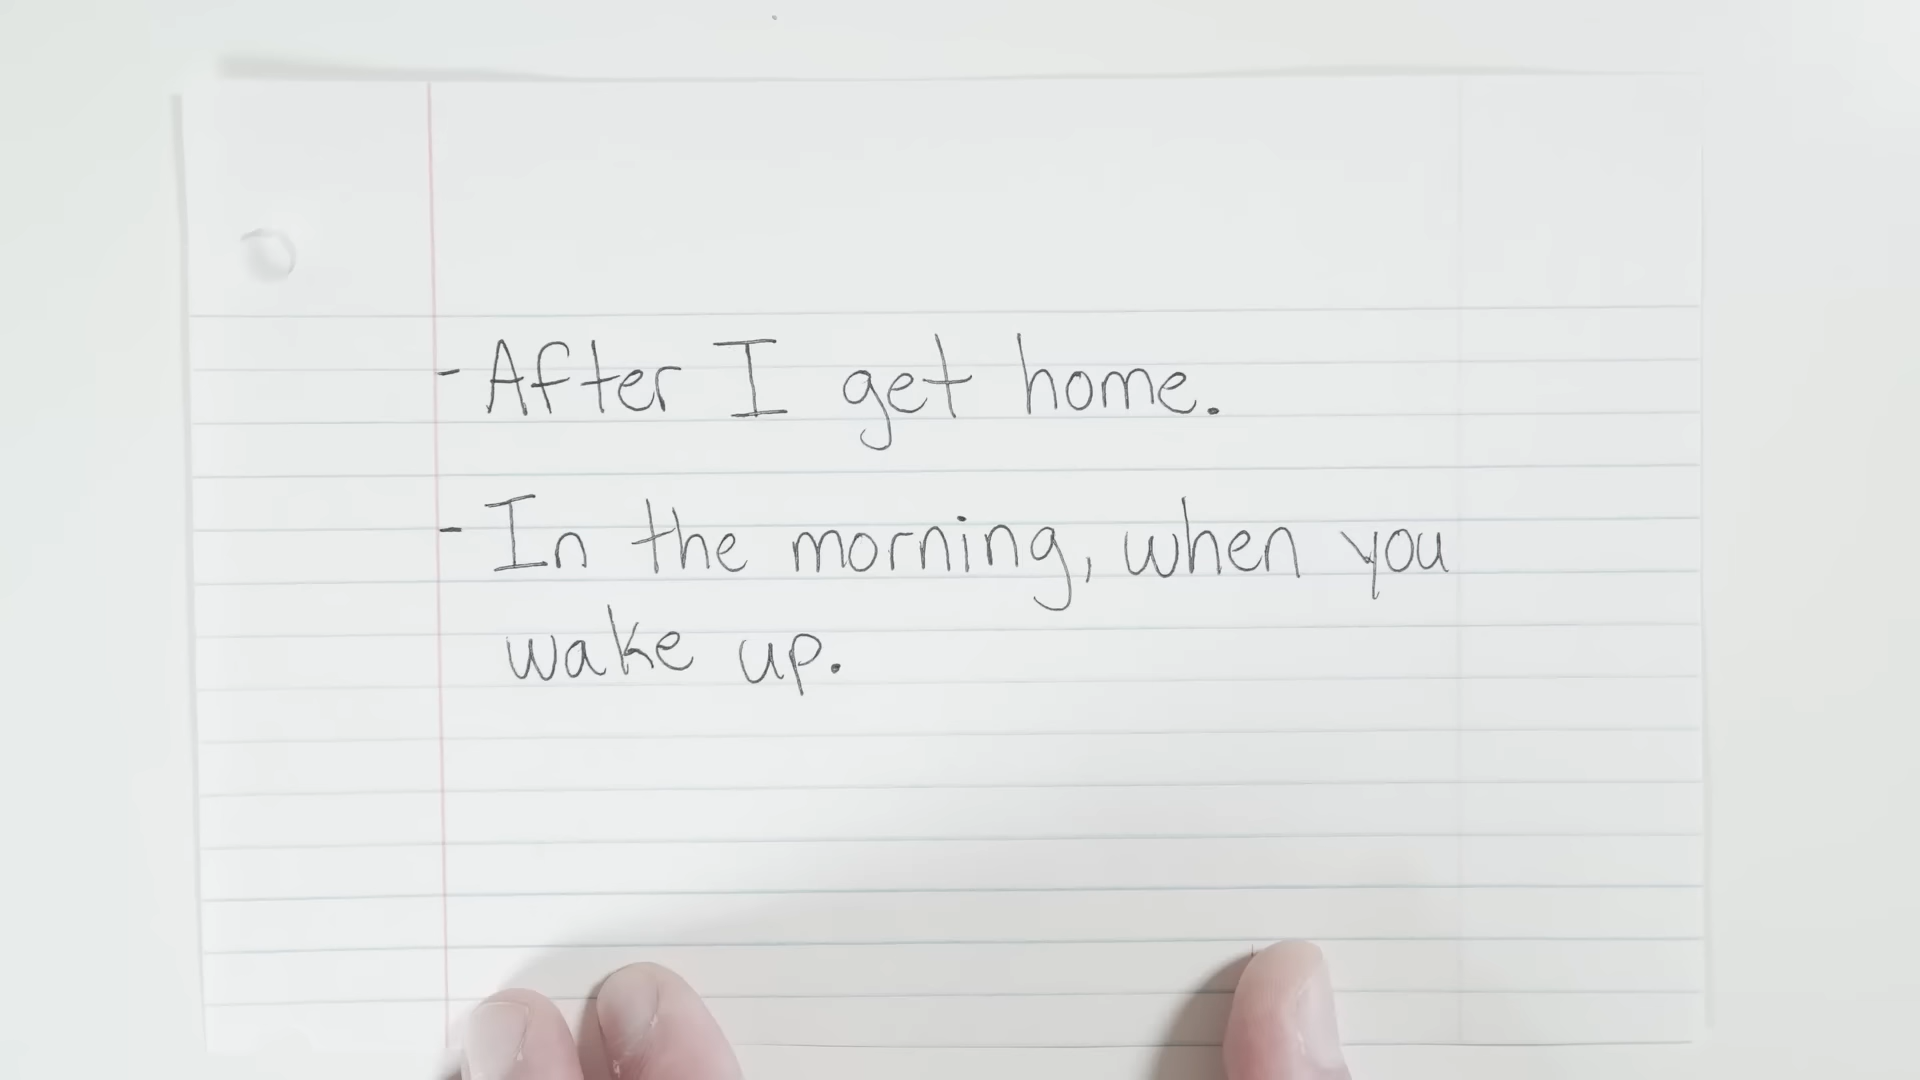 - After I get home.
- In the morning, when you
wake up.